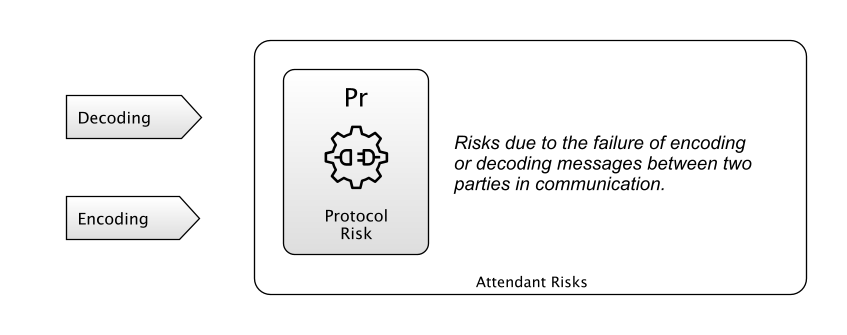 Decoding
Encoding
Pr
Protocol
Risk
Risks due to the failure of encoding
or decoding messages between two
parties in communication.
Attendant Risks